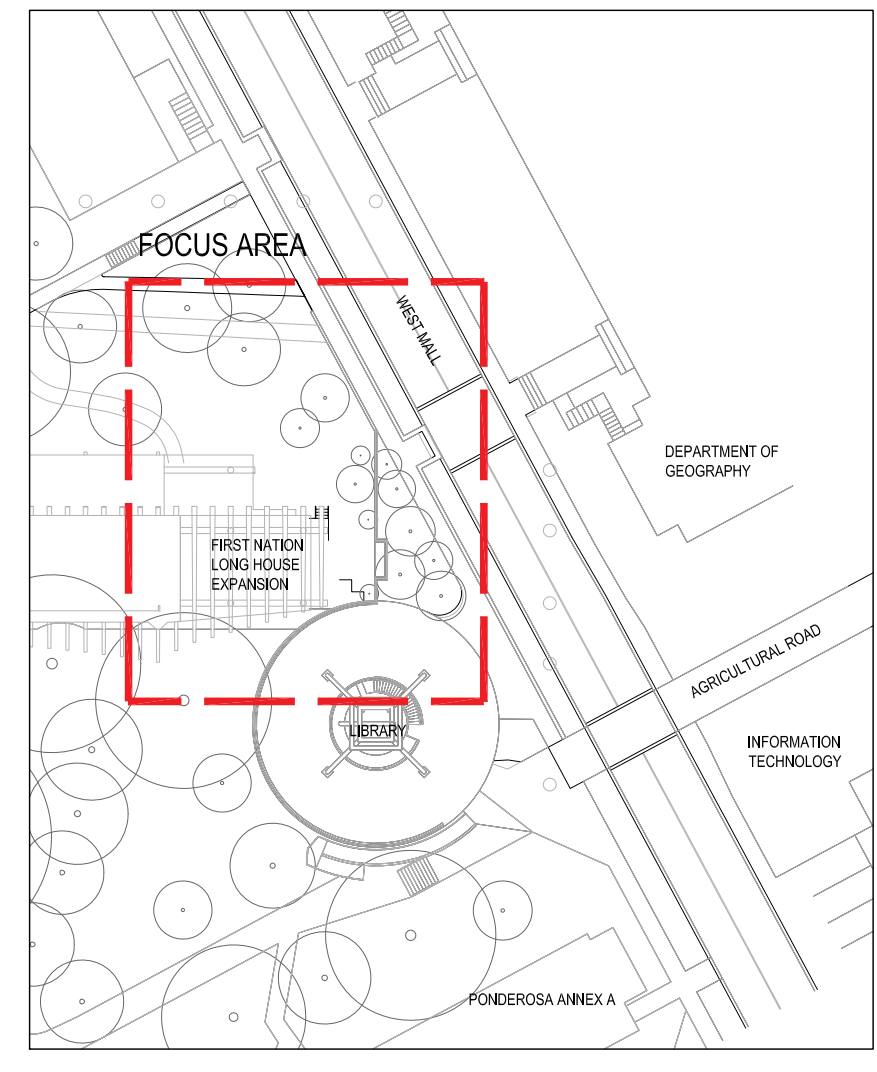 FOCUS AREA
WEST MALL
DEPARTMENT OF
GEOGRAPHY
FIRST NATION
LONG HOUSE
EXPANSION
AGRICULTURAL ROAD
LIBRARY
INFORMATION
TECHNOLOGY
PONDEROSA ANNEX A